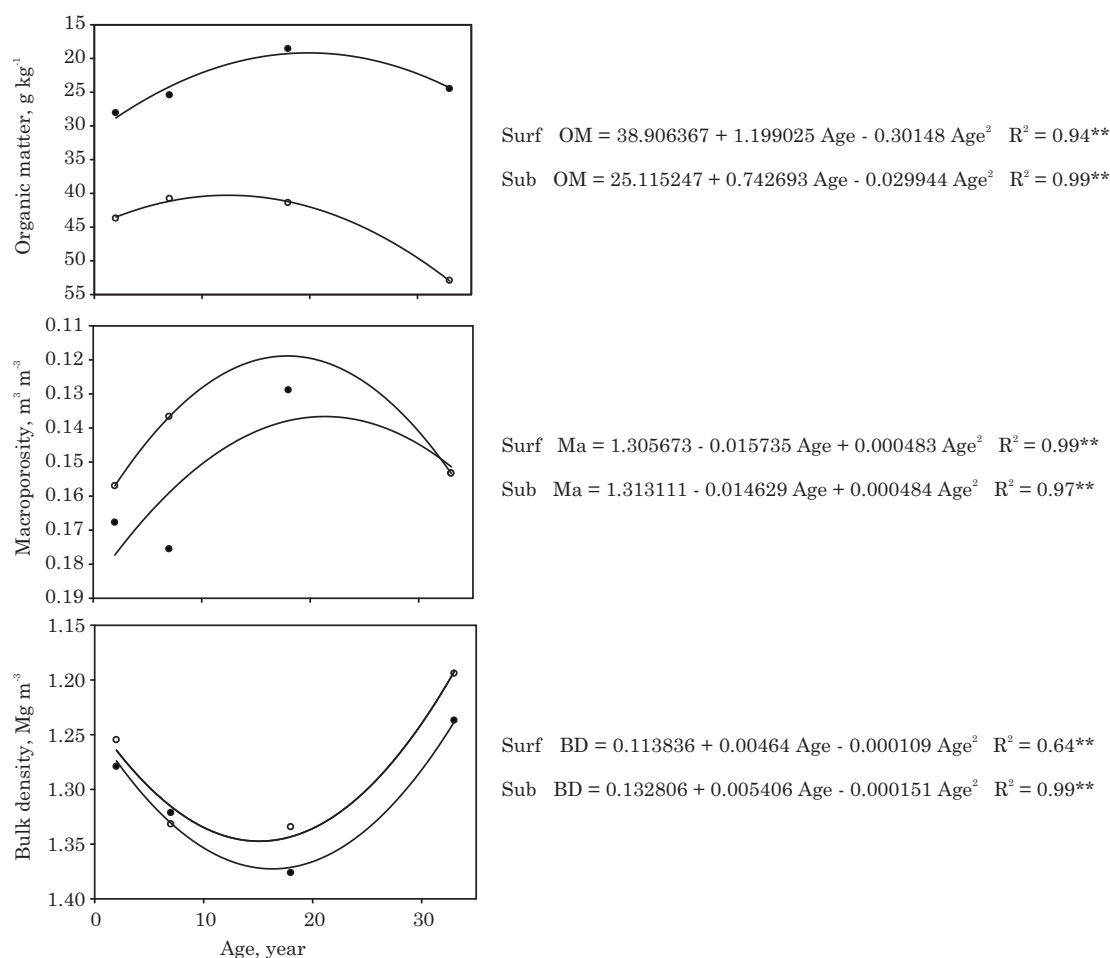 15
20
25
30
35
40
45
50
55
Organic matter, g kg⁻¹
Surf OM = 38.906367 + 1.199025 Age - 0.30148 Age² R² = 0.94**
Sub OM = 25.115247 + 0.742693 Age - 0.029944 Age² R² = 0.99**
0.11
0.12
0.13
0.14
0.15
0.16
0.17
0.18
0.19
Macroporosity, m³ m⁻³
Surf Ma = 1.305673 - 0.015735 Age + 0.000483 Age² R² = 0.99**
Sub Ma = 1.313111 - 0.014629 Age + 0.000484 Age² R² = 0.97**
1.15
1.20
1.25
1.30
1.35
1.40
Bulk density, Mg m⁻³
Surf BD = 0.113836 + 0.00464 Age - 0.000109 Age² R² = 0.64**
Sub BD = 0.132806 + 0.005406 Age - 0.000151 Age² R² = 0.99**
0 10 20 30
Age, year